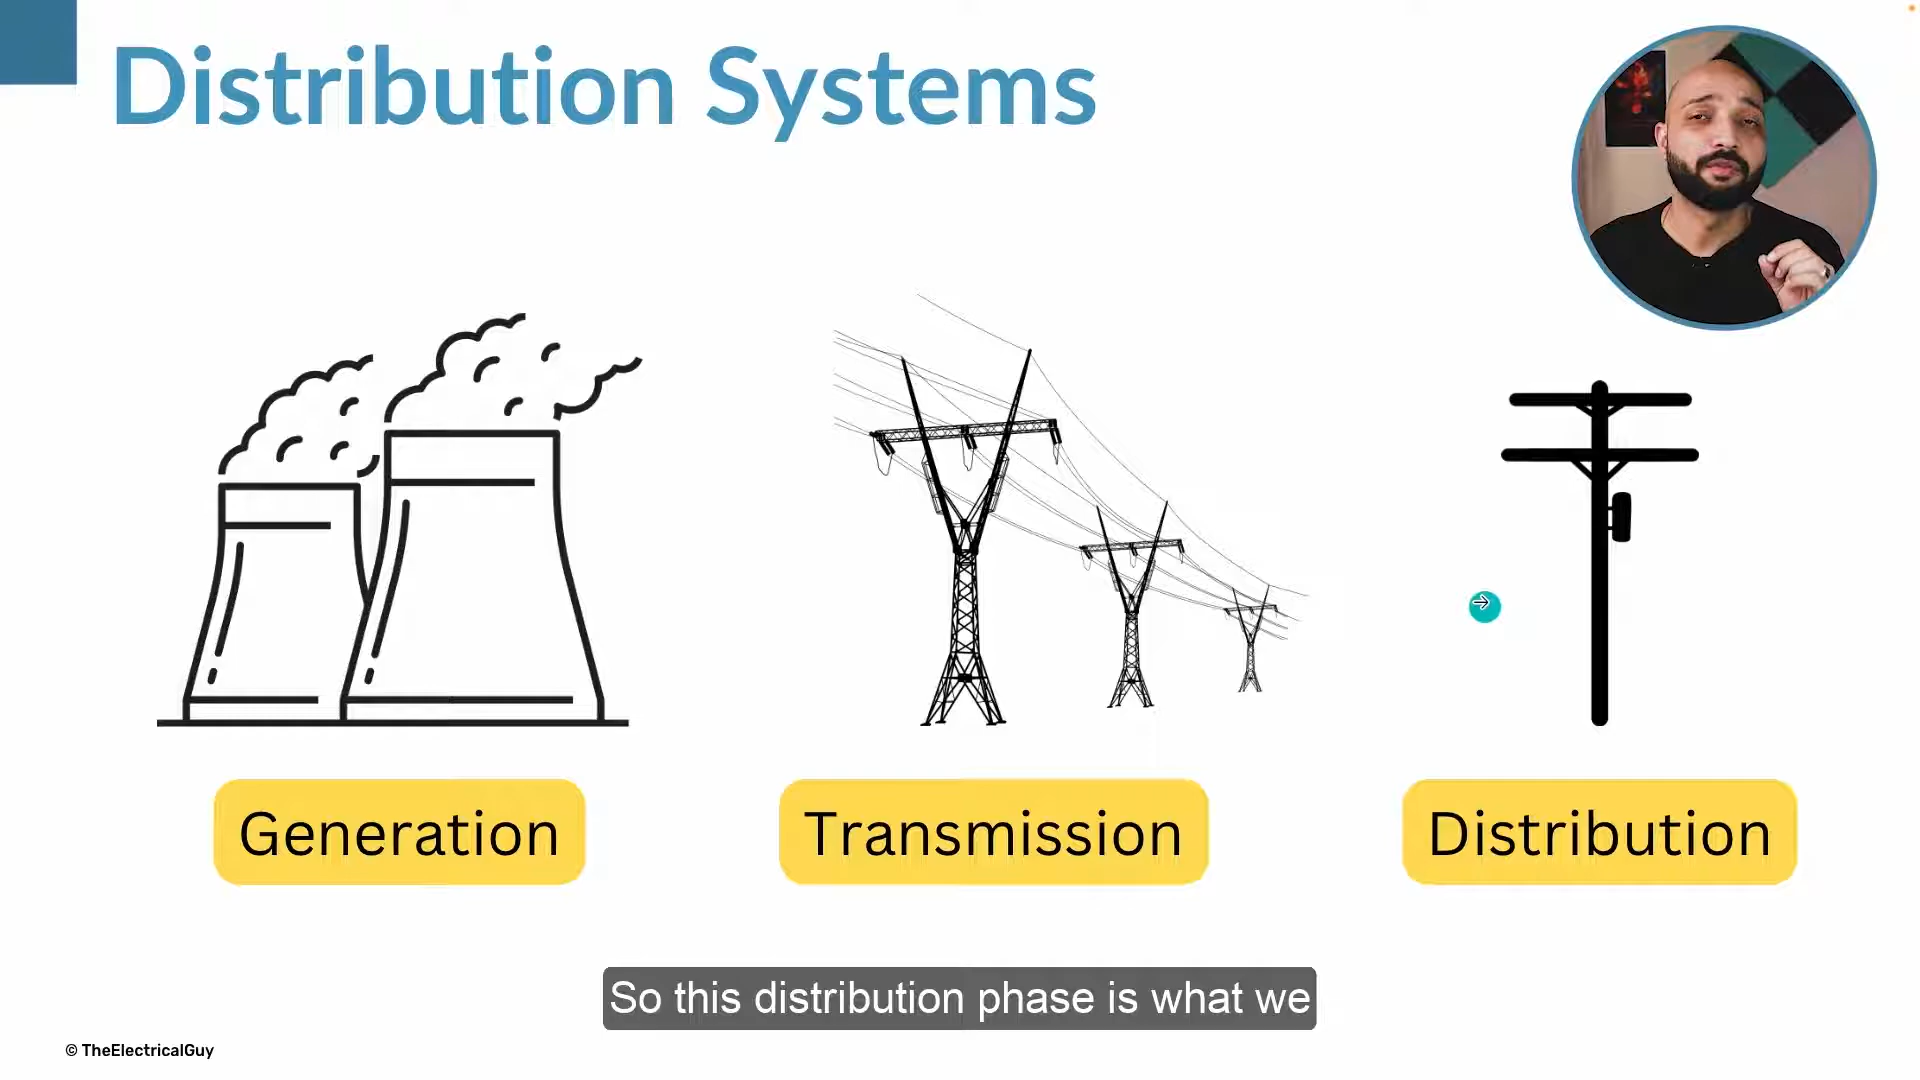 Distribution Systems
Generation
Transmission
Distribution
So this distribution phase is what we
© TheElectricalGuy